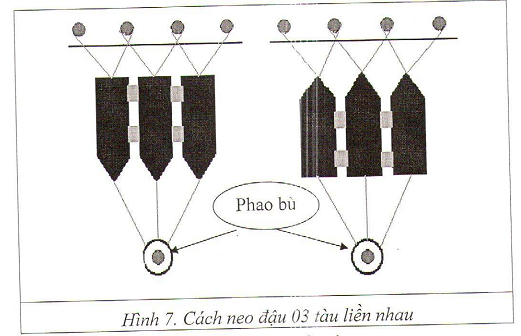 Phao bù
Hình 7. Cách neo đậu 03 tàu liền nhau